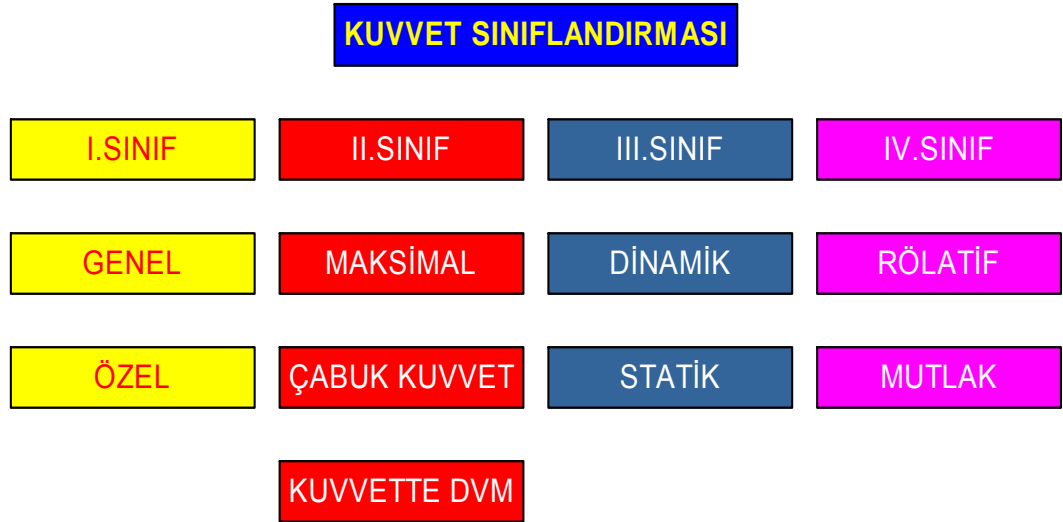 KUVVET SINIFLANDIRMASI
I.SINIF
II.SINIF
III.SINIF
IV.SINIF
GENEL
MAKSİMAL
DİNAMİK
RÖLATİF
ÖZEL
ÇABUK KUVVET
STATİK
MUTLAK
KUVVETTE DVM